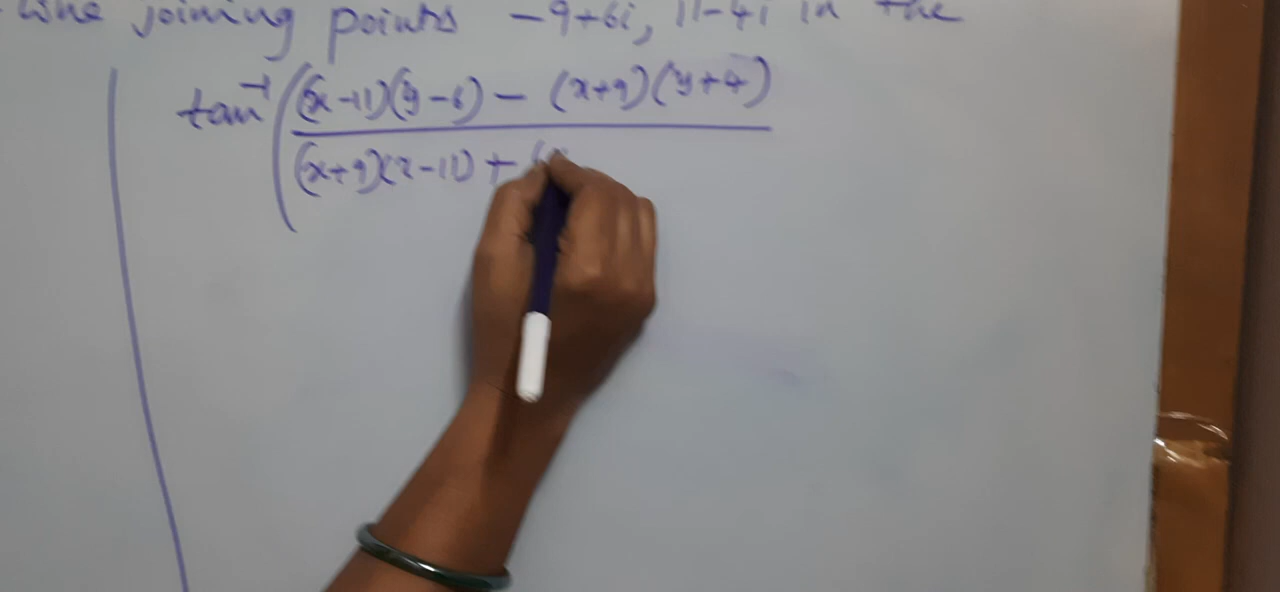 line joining points -9+6i, 11-4i in the
tan⁻¹((x-11)(y-6) - (x+9)(y+4)
(x+9)(x-11) + (